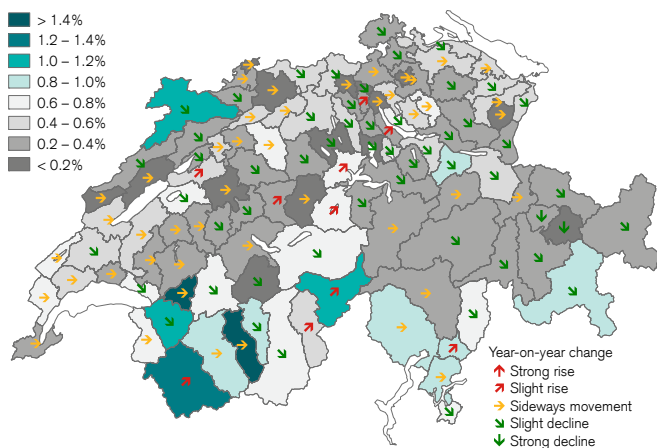 > 1.4%
1.2 – 1.4%
1.0 – 1.2%
0.8 – 1.0%
0.6 – 0.8%
0.4 – 0.6%
0.2 – 0.4%
< 0.2%
Year-on-year change
Strong rise
Slight rise
Sideways movement
Slight decline
Strong decline